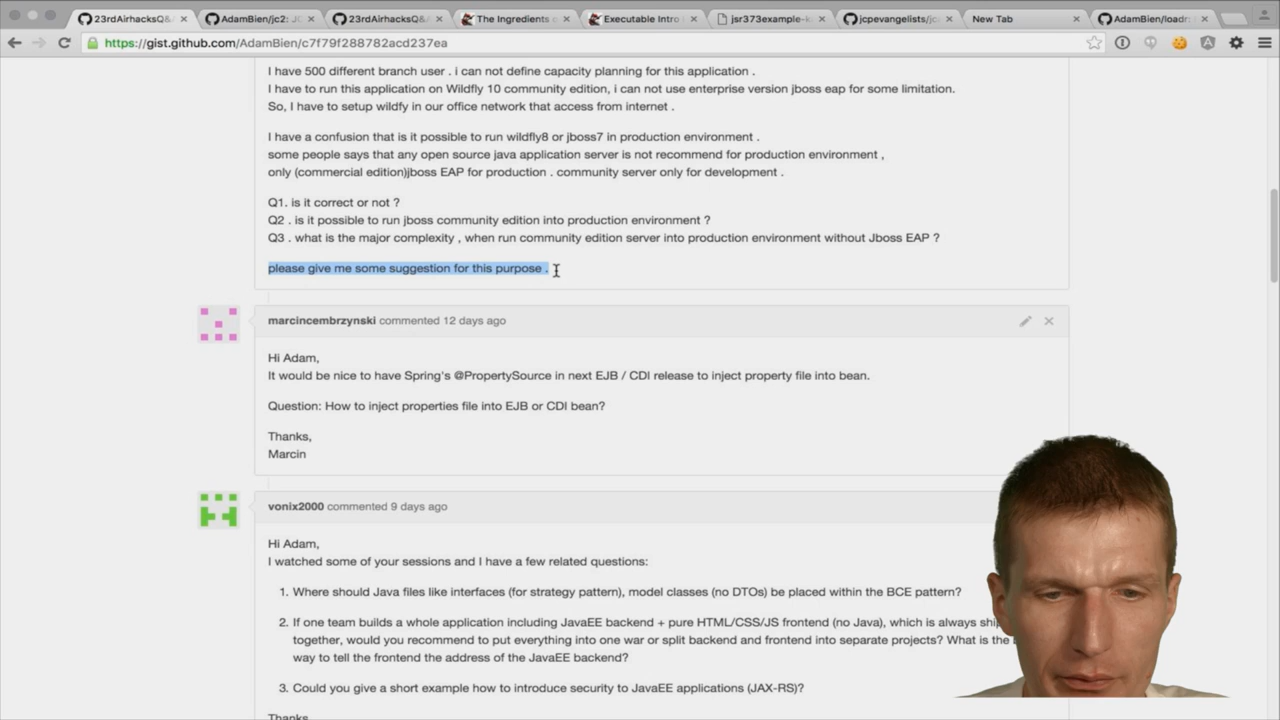 23rdAirhacksQ&A
AdamBien/jc2: JC
23rdAirhacksQ&A
The Ingredients o
Executable Intro
jsr373example-k
jcpevangelists/jc
New Tab
AdamBien/loadr:
https://gist.github.com/AdamBien/c7f79f288782acd237ea
I have 500 different branch user . i can not define capacity planning for this application .
I have to run this application on Wildfly 10 community edition, i can not use enterprise version jboss eap for some limitation.
So, I have to setup wildfy in our office network that access from internet .
I have a confusion that is it possible to run wildfly8 or jboss7 in production environment .
some people says that any open source java application server is not recommend for production environment ,
only (commercial edition)jboss EAP for production . community server only for development .
Q1. is it correct or not ?
Q2 . is it possible to run jboss community edition into production environment ?
Q3 . what is the major complexity , when run community edition server into production environment without Jboss EAP ?
please give me some suggestion for this purpose .
marcincembrzynski commented 12 days ago
Hi Adam,
It would be nice to have Spring's @PropertySource in next EJB / CDI release to inject property file into bean.
Question: How to inject properties file into EJB or CDI bean?
Thanks,
Marcin
vonix2000 commented 9 days ago
Hi Adam,
I watched some of your sessions and I have a few related questions:
1. Where should Java files like interfaces (for strategy pattern), model classes (no DTOs) be placed within the BCE pattern?
2. If one team builds a whole application including JavaEE backend + pure HTML/CSS/JS frontend (no Java), which is always
together, would you recommend to put everything into one war or split backend and frontend into separate projects? What is the
way to tell the frontend the address of the JavaEE backend?
3. Could you give a short example how to introduce security to JavaEE applications (JAX-RS)?
Thanks